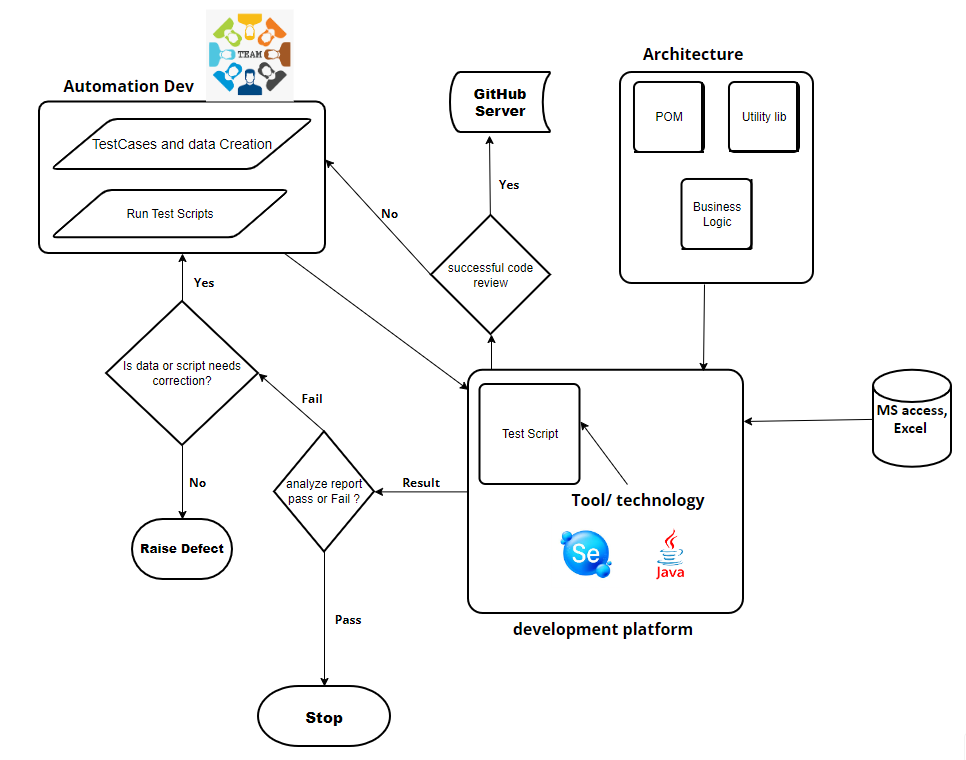 Architecture
TEAM
Automation Dev
GitHub
Server
POM
Utility lib
TestCases and data Creation
Yes
Run Test Scripts
No
Business
Logic
successful code
review
Yes
Is data or script needs
correction?
Fail
MS access,
Excel
Test Script
No
analyze report
pass or Fail ?
Result
Tool/ technology
Raise Defect
Se
Java
Pass
development platform
Stop